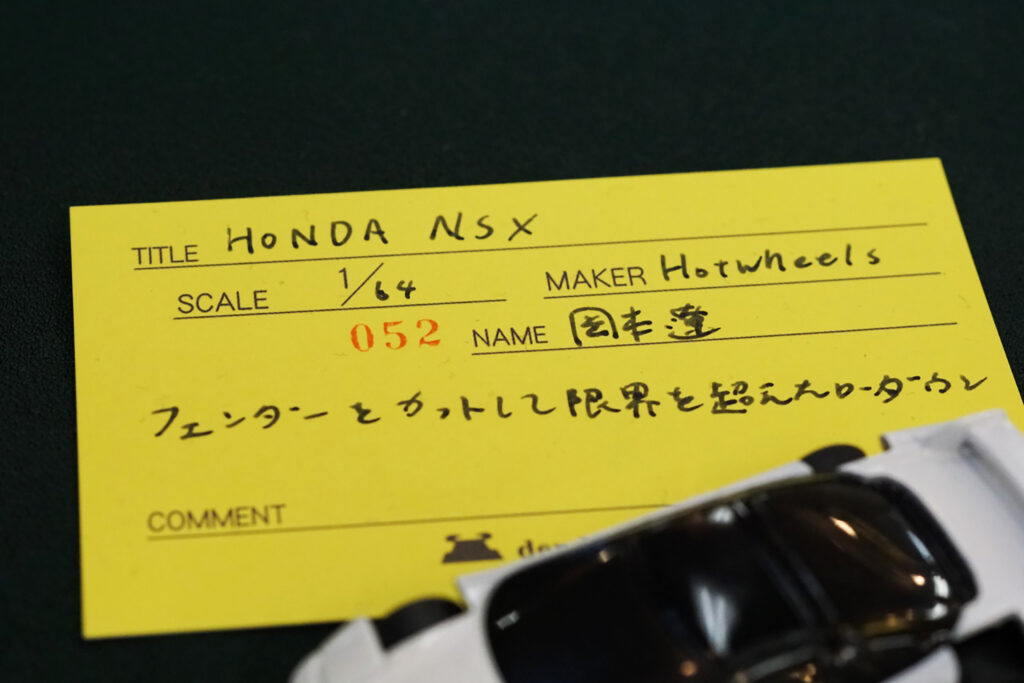 TITLE HONDA NSX
SCALE 1/64 MAKER Hotwheels
052 NAME 岡本遼
フェンダーをカットして限界を超えたローダウン
COMMENT